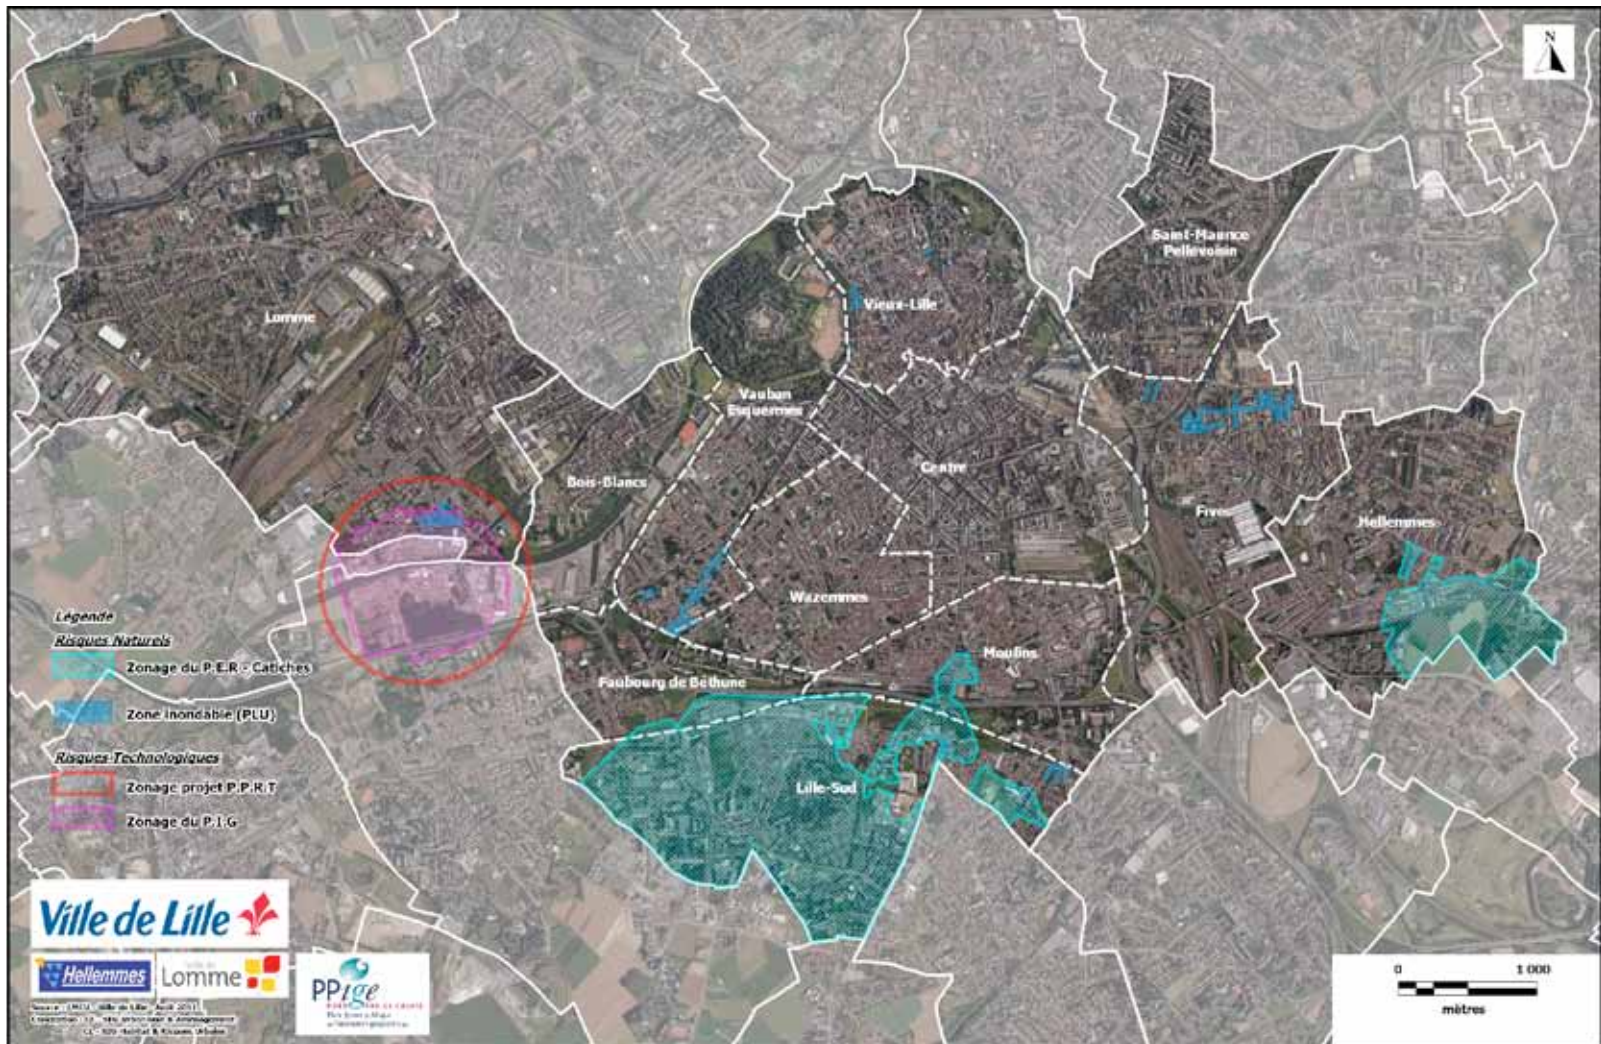 N
Saint-Maurice
Pellevoisin
Vieux-Lille
Lomme
Vauban
Esquermes
Centre
Bois-Blancs
Fives
Hellemmes
Wazemmes
Moulins
Faubourg de Béthune
Lille-Sud
Légende
Risques Naturels
Zonage du P.E.R - Catiches
Zone inondable (PLU)
Risques Technologiques
Zonage projet P.P.R.T
Zonage du P.I.G
Ville de Lille
Hellemmes
Lomme
PPige
0 1 000
mètres